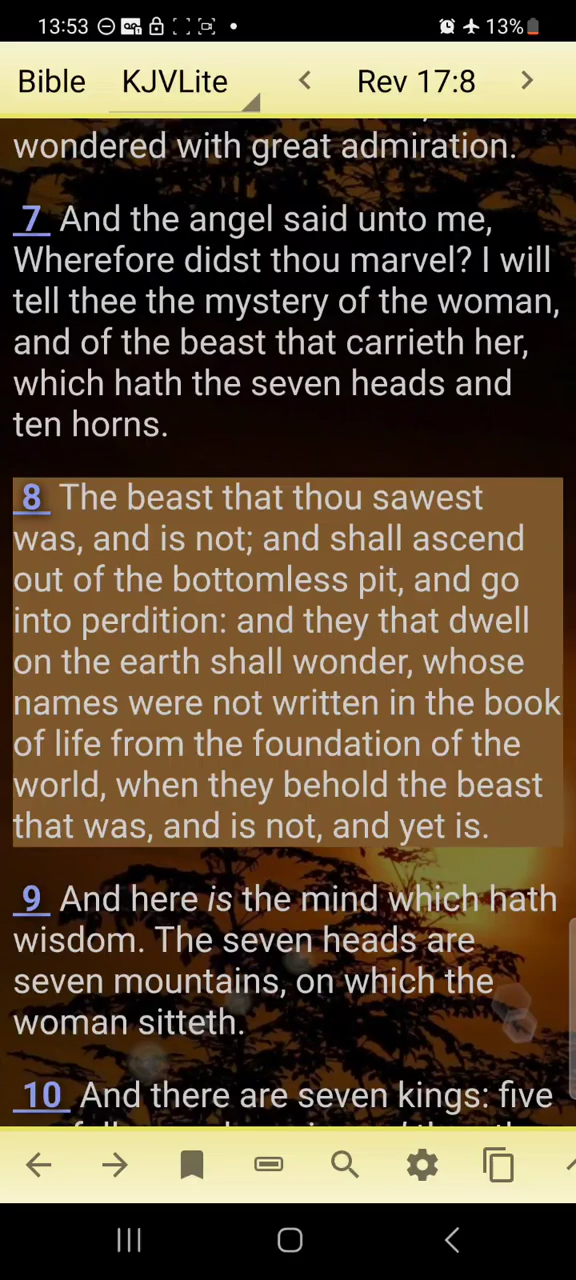 13:53 13%
Bible KJVLite < Rev 17:8 >
wondered with great admiration.
7 And the angel said unto me,
Wherefore didst thou marvel? I will
tell thee the mystery of the woman,
and of the beast that carrieth her,
which hath the seven heads and
ten horns.
8 The beast that thou sawest
was, and is not; and shall ascend
out of the bottomless pit, and go
into perdition: and they that dwell
on the earth shall wonder, whose
names were not written in the book
of life from the foundation of the
world, when they behold the beast
that was, and is not, and yet is.
9 And here is the mind which hath
wisdom. The seven heads are
seven mountains, on which the
woman sitteth.
10 And there are seven kings: five